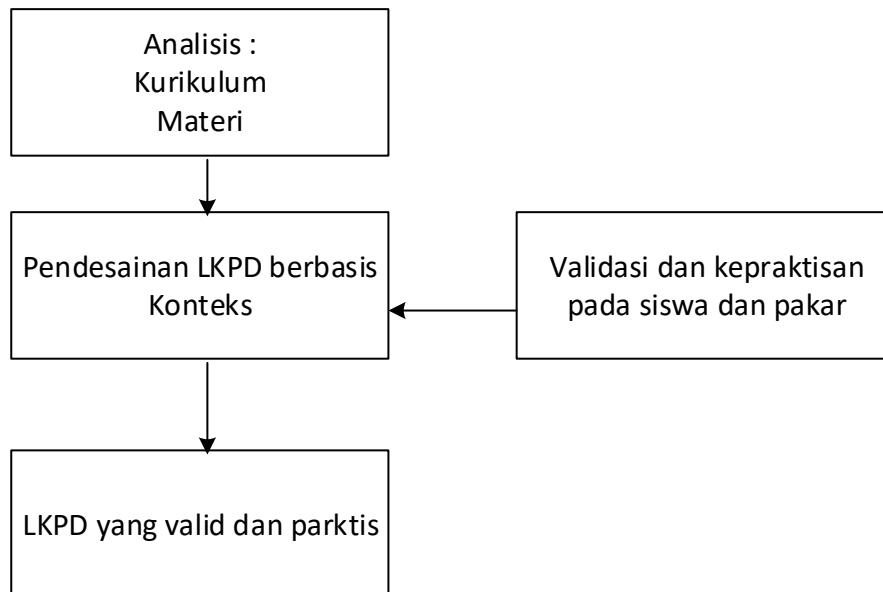 Analisis :
Kurikulum
Materi
Pendesainan LKPD berbasis
Konteks
Validasi dan kepraktisan
pada siswa dan pakar
LKPD yang valid dan parktis